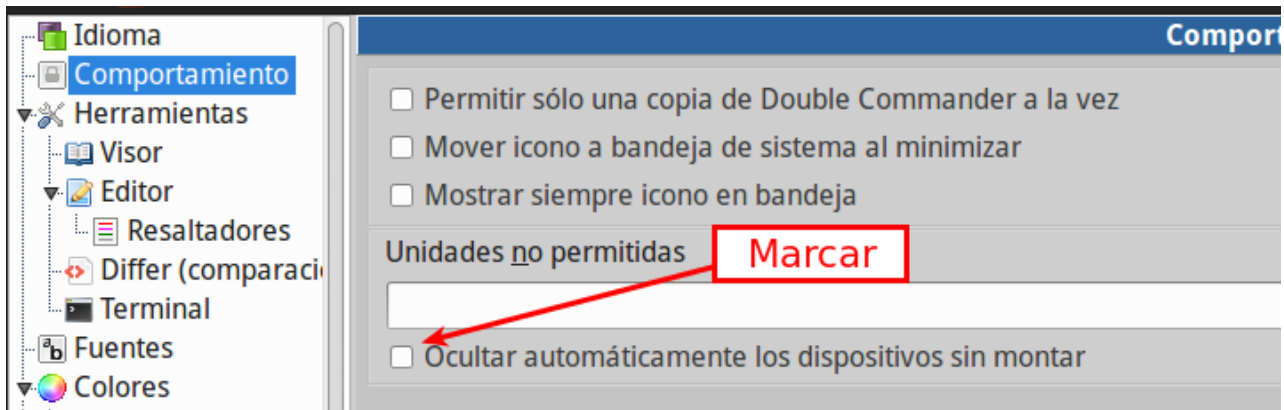 Idioma
Comportamiento
Herramientas
Visor
Editor
Resaltadores
Differ (comparaci
Terminal
Fuentes
Colores
Comport
Permitir sólo una copia de Double Commander a la vez
Mover icono a bandeja de sistema al minimizar
Mostrar siempre icono en bandeja
Unidades no permitidas
Marcar
Ocultar automáticamente los dispositivos sin montar